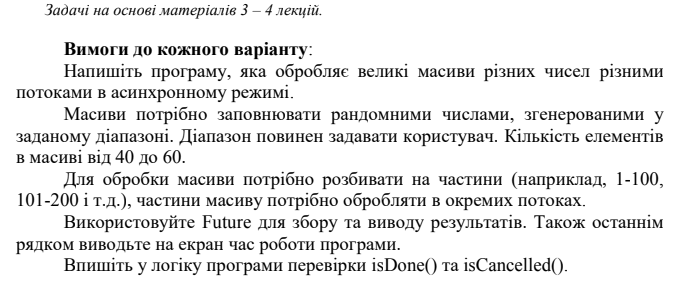 Задачі на основі матеріалів 3 – 4 лекцій.
Вимоги до кожного варіанту:
Напишіть програму, яка обробляє великі масиви різних чисел різними
потоками в асинхронному режимі.
Масиви потрібно заповнювати рандомними числами, згенерованими у
заданому діапазоні. Діапазон повинен задавати користувач. Кількість елементів
в масиві від 40 до 60.
Для обробки масиви потрібно розбивати на частини (наприклад, 1-100,
101-200 і т.д.), частини масиву потрібно обробляти в окремих потоках.
Використовуйте Future для збору та виводу результатів. Також останнім
рядком виводьте на екран час роботи програми.
Впишіть у логіку програми перевірки isDone() та isCancelled().